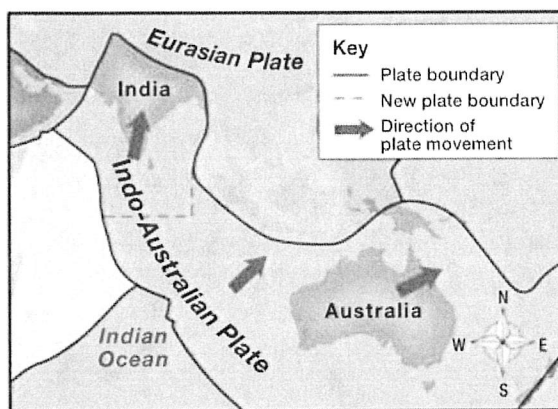 Eurasian Plate
India
Key
Plate boundary
New plate boundary
Direction of
plate movement
Indo-Australian Plate
Australia
Indian
Ocean
N
W
E
S